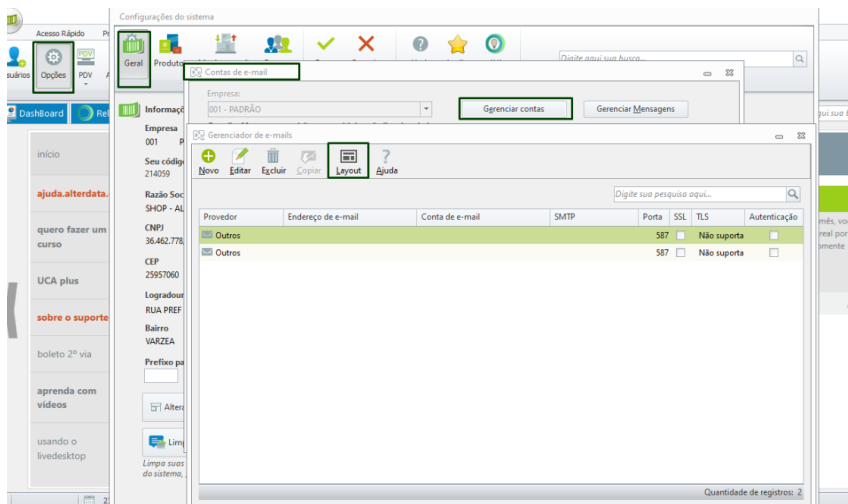 Configurações do sistema
Acesso Rápido
Opções
PDV
Geral
Digite aqui sua busca...
Contas de e-mail
Empresa:
001 - PADRÃO
Gerenciar contas
Gerenciar Mensagens
DashBoard
Gerenciador de e-mails
Novo
Editar
Excluir
Copiar
Layout
Ajuda
Digite sua pesquisa aqui...
Provedor
Endereço de e-mail
Conta de e-mail
SMTP
Porta
SSL
TLS
Autenticação
Outros
587
Não suporta
Outros
587
Não suporta
Quantidade de registros: 2
início
ajuda.alterdata.
quero fazer um
curso
UCA plus
sobre o suporte
boleto 2ª via
aprenda com
vídeos
usando o
livedesktop
Empresa
001
Seu códig
214059
Razão Soc
SHOP - AL
CNPJ
36.462.778,
CEP
25957060
Logradour
RUA PREF
Bairro
VARZEA
Prefixo pa
Altera
Limp
Limpa suas
do sistema,